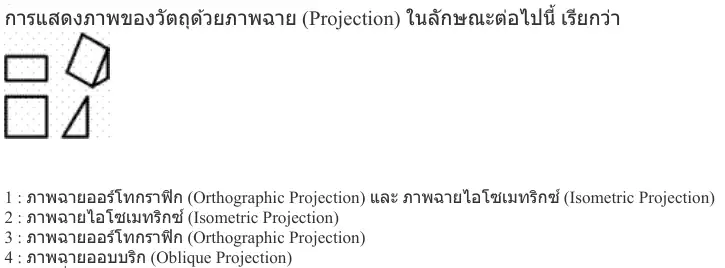 การแสดงภาพของวัตถุด้วยภาพฉาย (Projection) ในลักษณะต่อไปนี้ เรียกว่า
1 : ภาพฉายออร์โทกราฟิก (Orthographic Projection) และ ภาพฉายไอโซเมทริกซ์ (Isometric Projection)
2 : ภาพฉายไอโซเมทริกซ์ (Isometric Projection)
3 : ภาพฉายออร์โทกราฟิก (Orthographic Projection)
4 : ภาพฉายออบบริก (Oblique Projection)